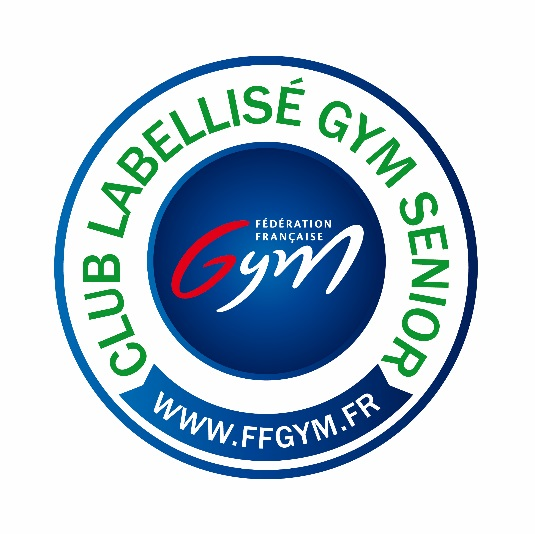 CLUB LABELLISÉ GYM SENIOR
FÉDÉRATION
FRANÇAISE
Gym
WWW.FFGYM.FR